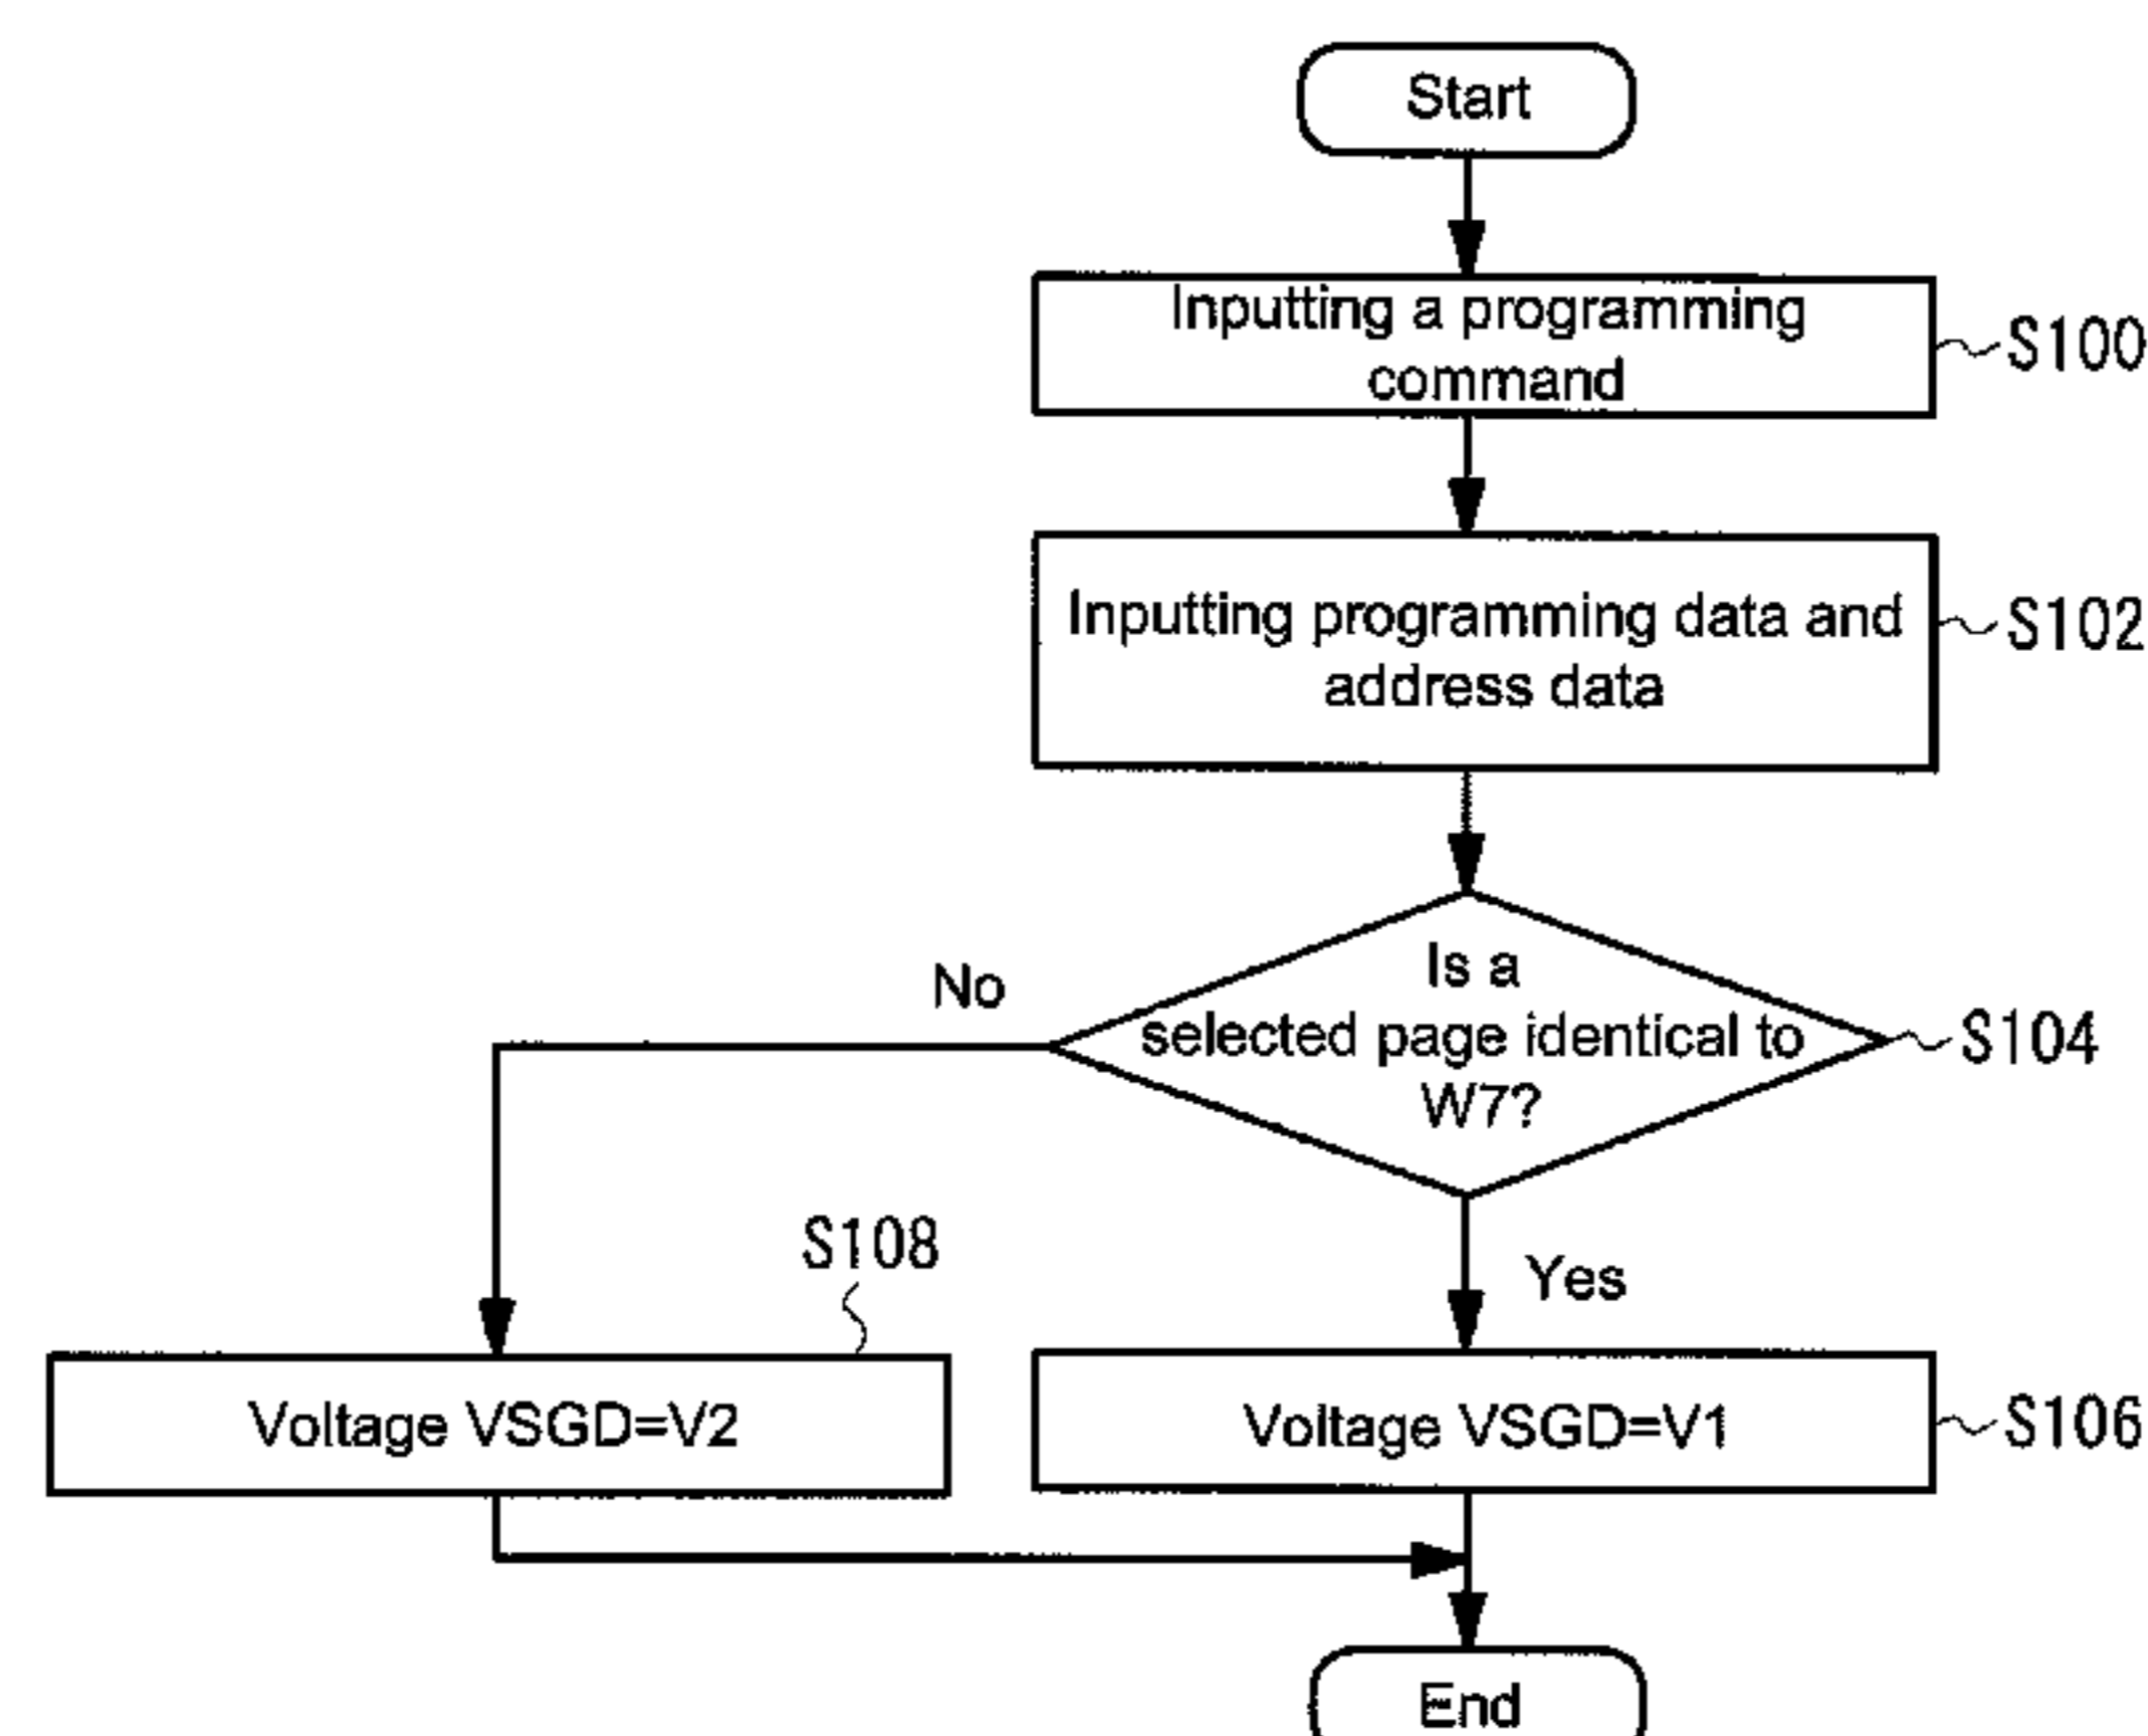 Start
Inputting a programming
command
S100
Inputting programming data and
address data
S102
Is a
selected page identical to
W7?
S104
No
Yes
S108
Voltage VSGD=V2
Voltage VSGD=V1
S106
End